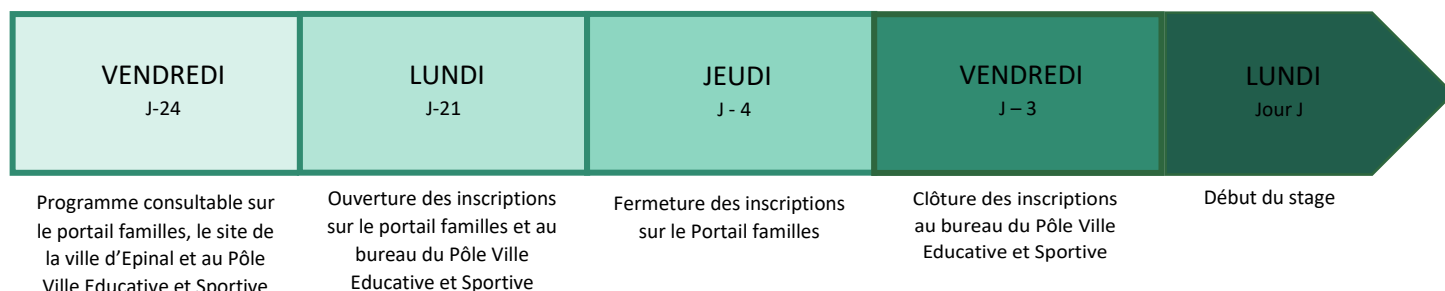 VENDREDI
J-24
LUNDI
J-21
JEUDI
J - 4
VENDREDI
J – 3
LUNDI
Jour J
Programme consultable sur
le portail familles, le site de
la ville d’Epinal et au Pôle
Ville Educative et Sportive
Ouverture des inscriptions
sur le portail familles et au
bureau du Pôle Ville
Educative et Sportive
Fermeture des inscriptions
sur le Portail familles
Clôture des inscriptions
au bureau du Pôle Ville
Educative et Sportive
Début du stage